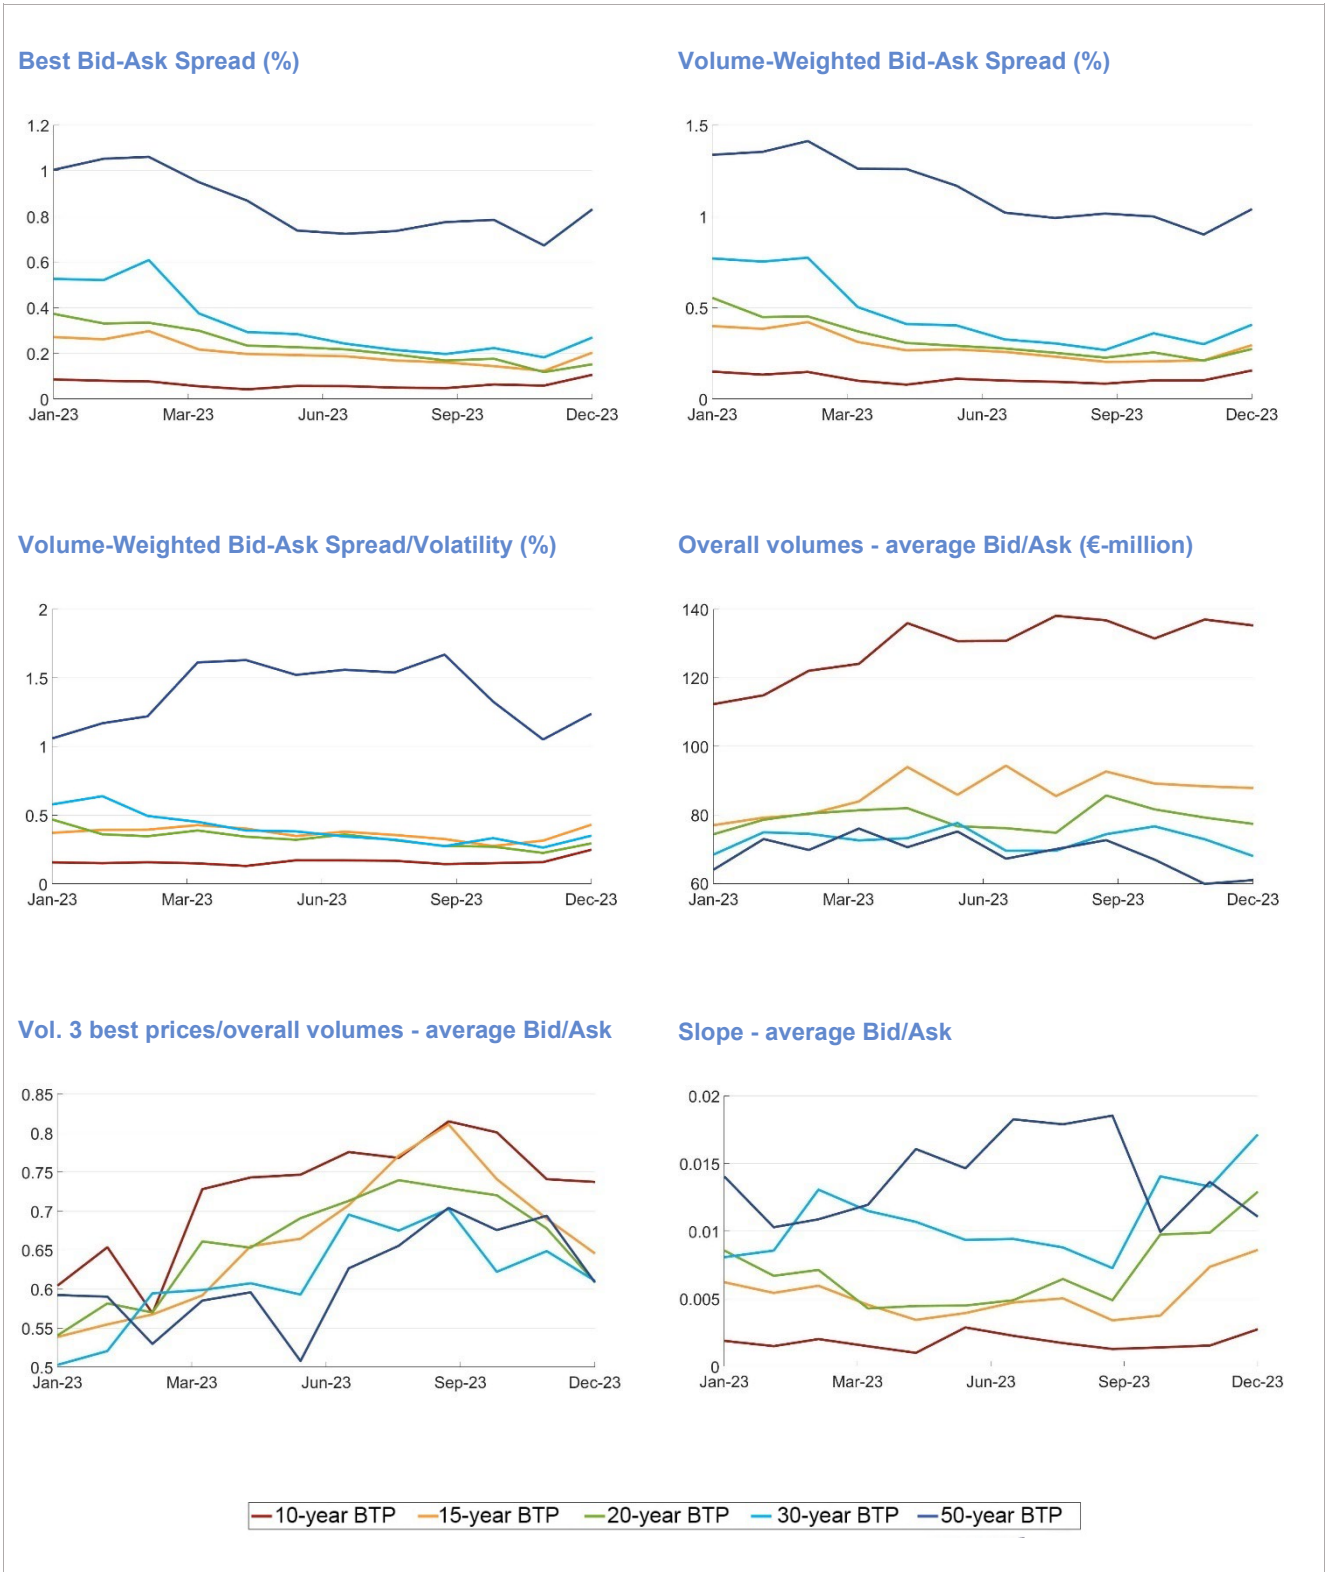 Best Bid-Ask Spread (%)
1.2
1
0.8
0.6
0.4
0.2
0
Jan-23 Mar-23 Jun-23 Sep-23 Dec-23
Volume-Weighted Bid-Ask Spread (%)
1.5
1
0.5
0
Jan-23 Mar-23 Jun-23 Sep-23 Dec-23
Volume-Weighted Bid-Ask Spread/Volatility (%)
2
1.5
1
0.5
0
Jan-23 Mar-23 Jun-23 Sep-23 Dec-23
Overall volumes - average Bid/Ask (€-million)
140
120
100
80
60
Jan-23 Mar-23 Jun-23 Sep-23 Dec-23
Vol. 3 best prices/overall volumes - average Bid/Ask
0.85
0.8
0.75
0.7
0.65
0.6
0.55
0.5
Jan-23 Mar-23 Jun-23 Sep-23 Dec-23
Slope - average Bid/Ask
0.02
0.015
0.01
0.005
0
Jan-23 Mar-23 Jun-23 Sep-23 Dec-23
10-year BTP 15-year BTP 20-year BTP 30-year BTP 50-year BTP